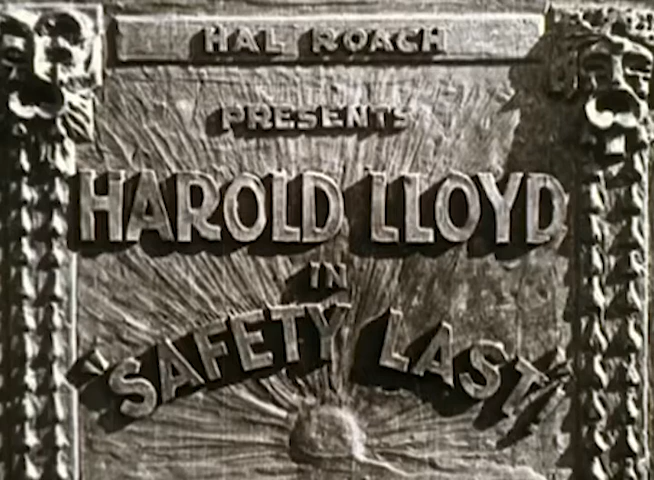 HAL ROACH
PRESENTS
HAROLD LLOYD
IN
"SAFETY LAST"